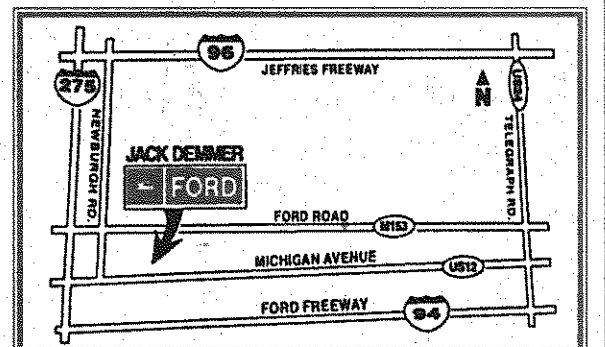 96
JEFFRIES FREEWAY
275
US24
N
NEWBURGH RD.
TELEGRAPH RD.
JACK DEMMER
FORD
FORD ROAD
M153
MICHIGAN AVENUE
US12
FORD FREEWAY
94